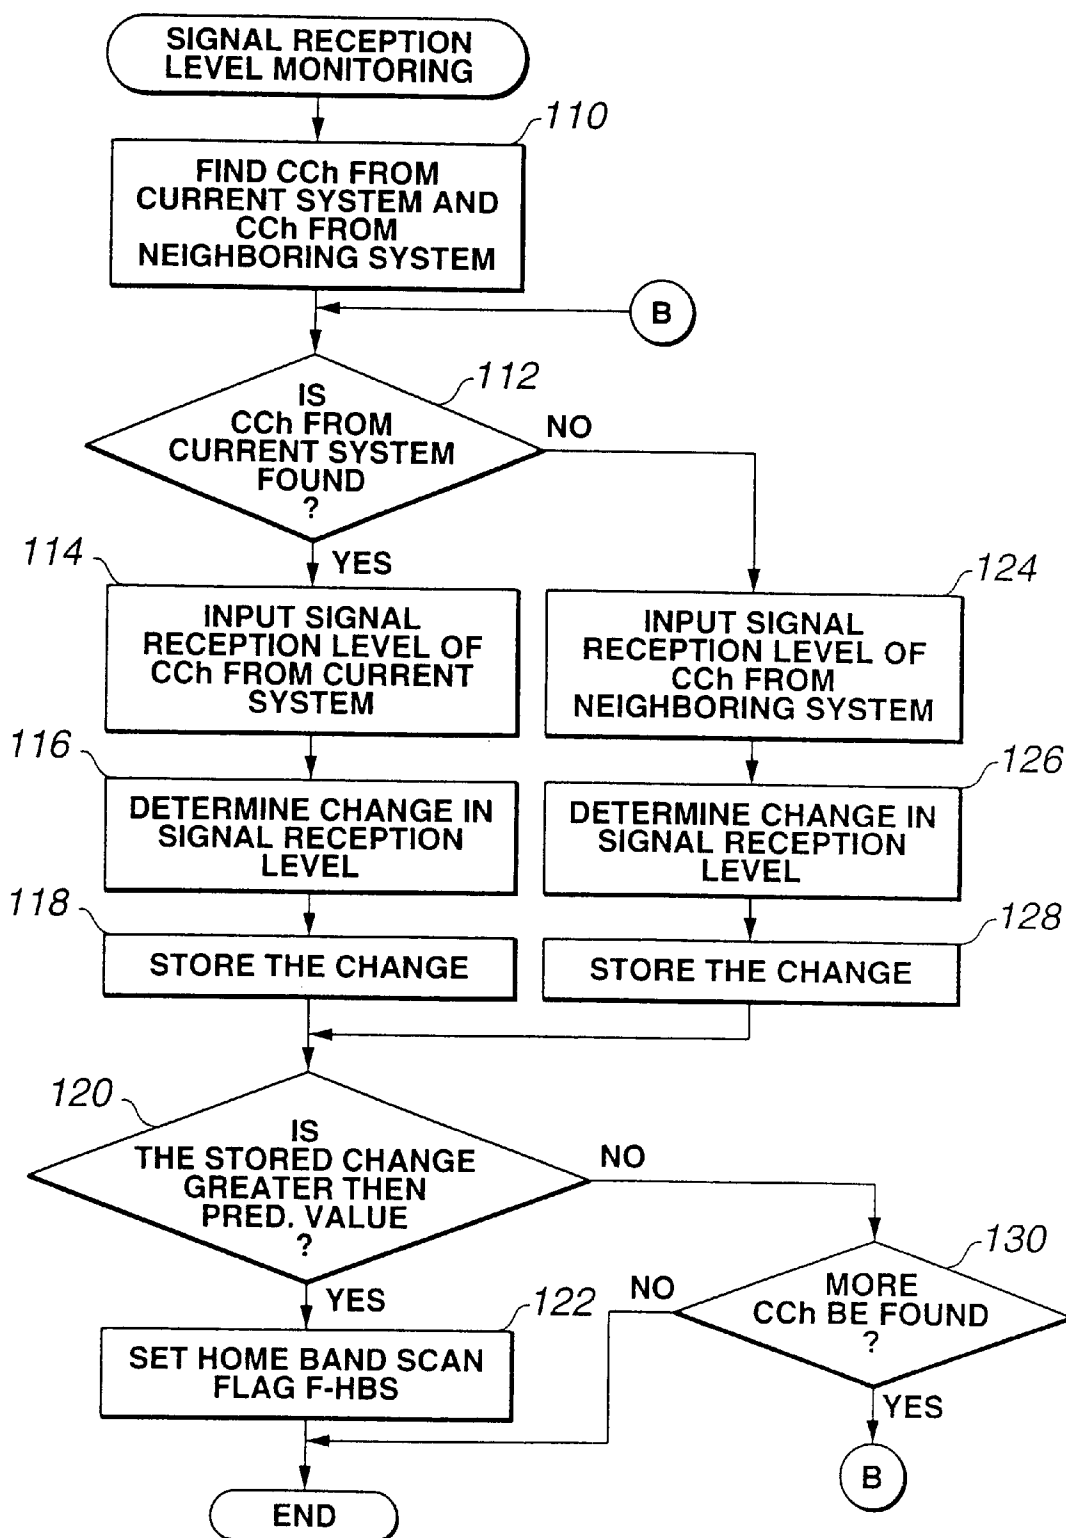 SIGNAL RECEPTION
LEVEL MONITORING
110
FIND CCh FROM
CURRENT SYSTEM AND
CCh FROM
NEIGHBORING SYSTEM
B
112
IS
CCh FROM
CURRENT SYSTEM
FOUND
?
NO
YES
114
INPUT SIGNAL
RECEPTION LEVEL OF
CCh FROM CURRENT
SYSTEM
124
INPUT SIGNAL
RECEPTION LEVEL OF
CCh FROM
NEIGHBORING SYSTEM
116
DETERMINE CHANGE IN
SIGNAL RECEPTION
LEVEL
126
DETERMINE CHANGE IN
SIGNAL RECEPTION
LEVEL
118
STORE THE CHANGE
128
STORE THE CHANGE
120
IS
THE STORED CHANGE
GREATER THEN
PRED. VALUE
?
NO
YES
130
MORE
CCh BE FOUND
?
NO
YES
122
SET HOME BAND SCAN
FLAG F-HBS
B
END